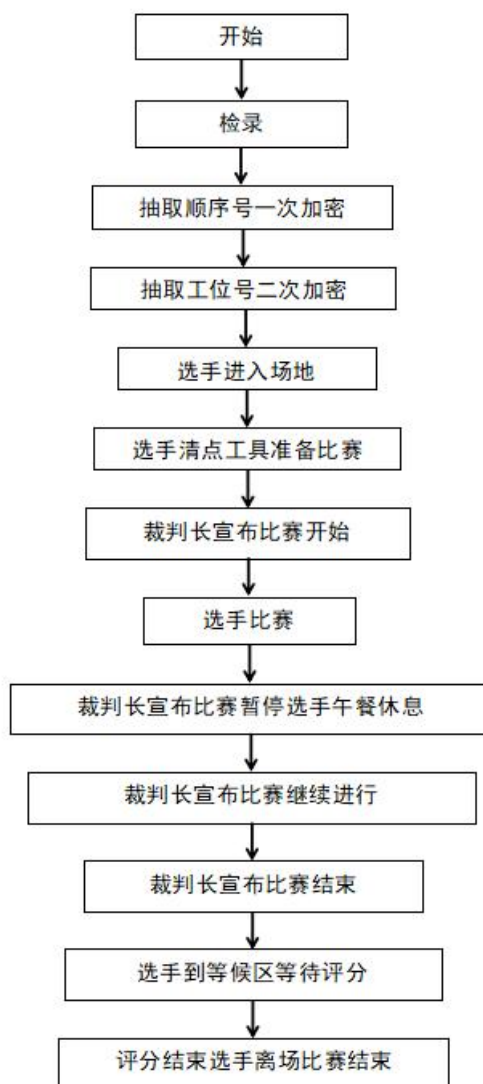 开始
检录
抽取顺序号一次加密
抽取工位号二次加密
选手进入场地
选手清点工具准备比赛
裁判长宣布比赛开始
选手比赛
裁判长宣布比赛暂停选手午餐休息
裁判长宣布比赛继续进行
裁判长宣布比赛结束
选手到等候区等待评分
评分结束选手离场比赛结束